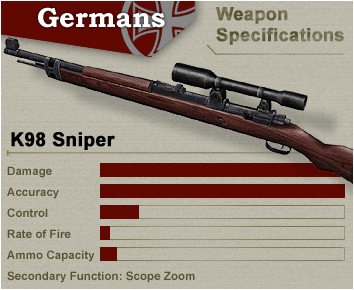 Germans
Weapon
Specifications
K98 Sniper
Damage
Accuracy
Control
Rate of Fire
Ammo Capacity
Secondary Function: Scope Zoom